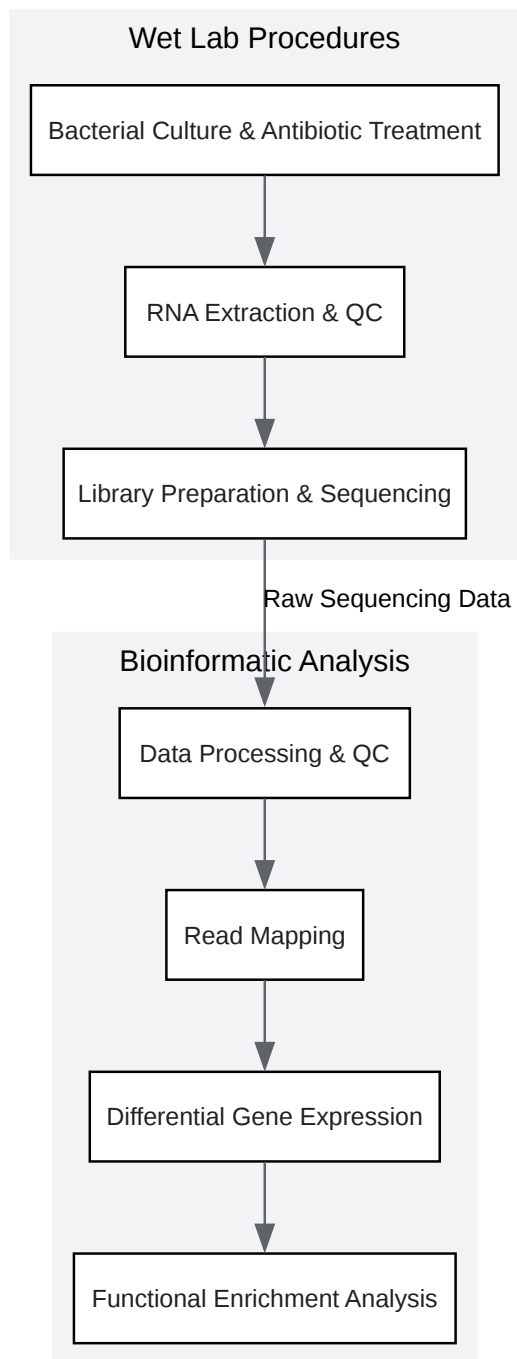 Wet Lab Procedures
Bacterial Culture & Antibiotic Treatment
RNA Extraction & QC
Library Preparation & Sequencing
Raw Sequencing Data
Bioinformatic Analysis
Data Processing & QC
Read Mapping
Differential Gene Expression
Functional Enrichment Analysis